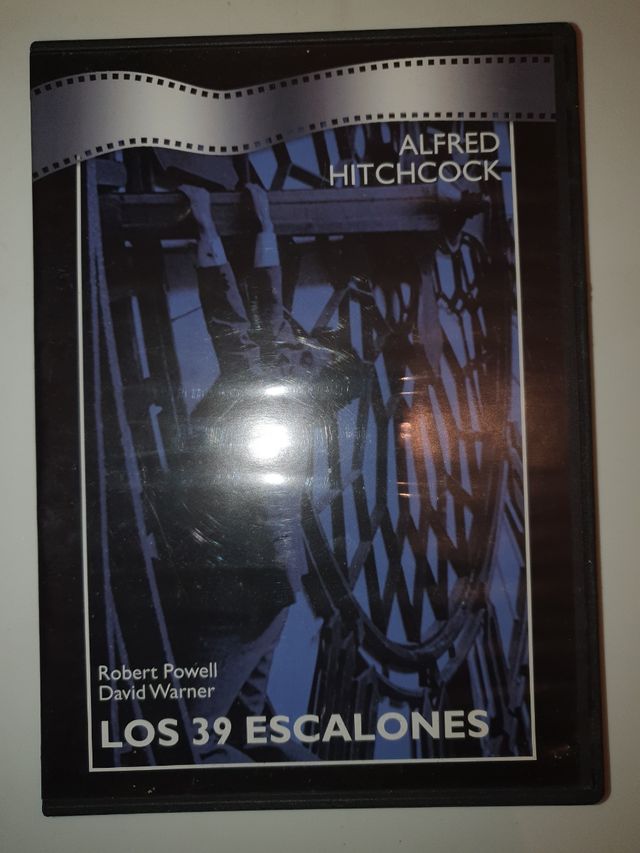 ALFRED
HITCHCOCK
Robert Powell
David Warner
LOS 39 ESCALONES